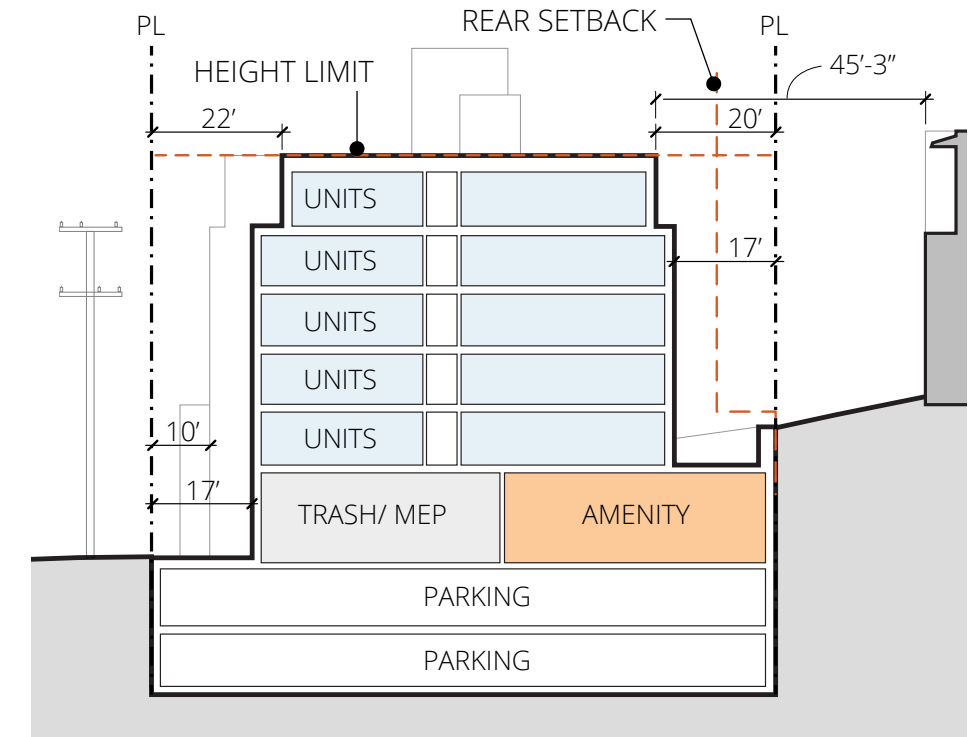 PL
REAR SETBACK
PL
HEIGHT LIMIT
45'-3"
22'
20'
UNITS
UNITS
17'
UNITS
UNITS
10'
UNITS
17'
TRASH/ MEP
AMENITY
PARKING
PARKING